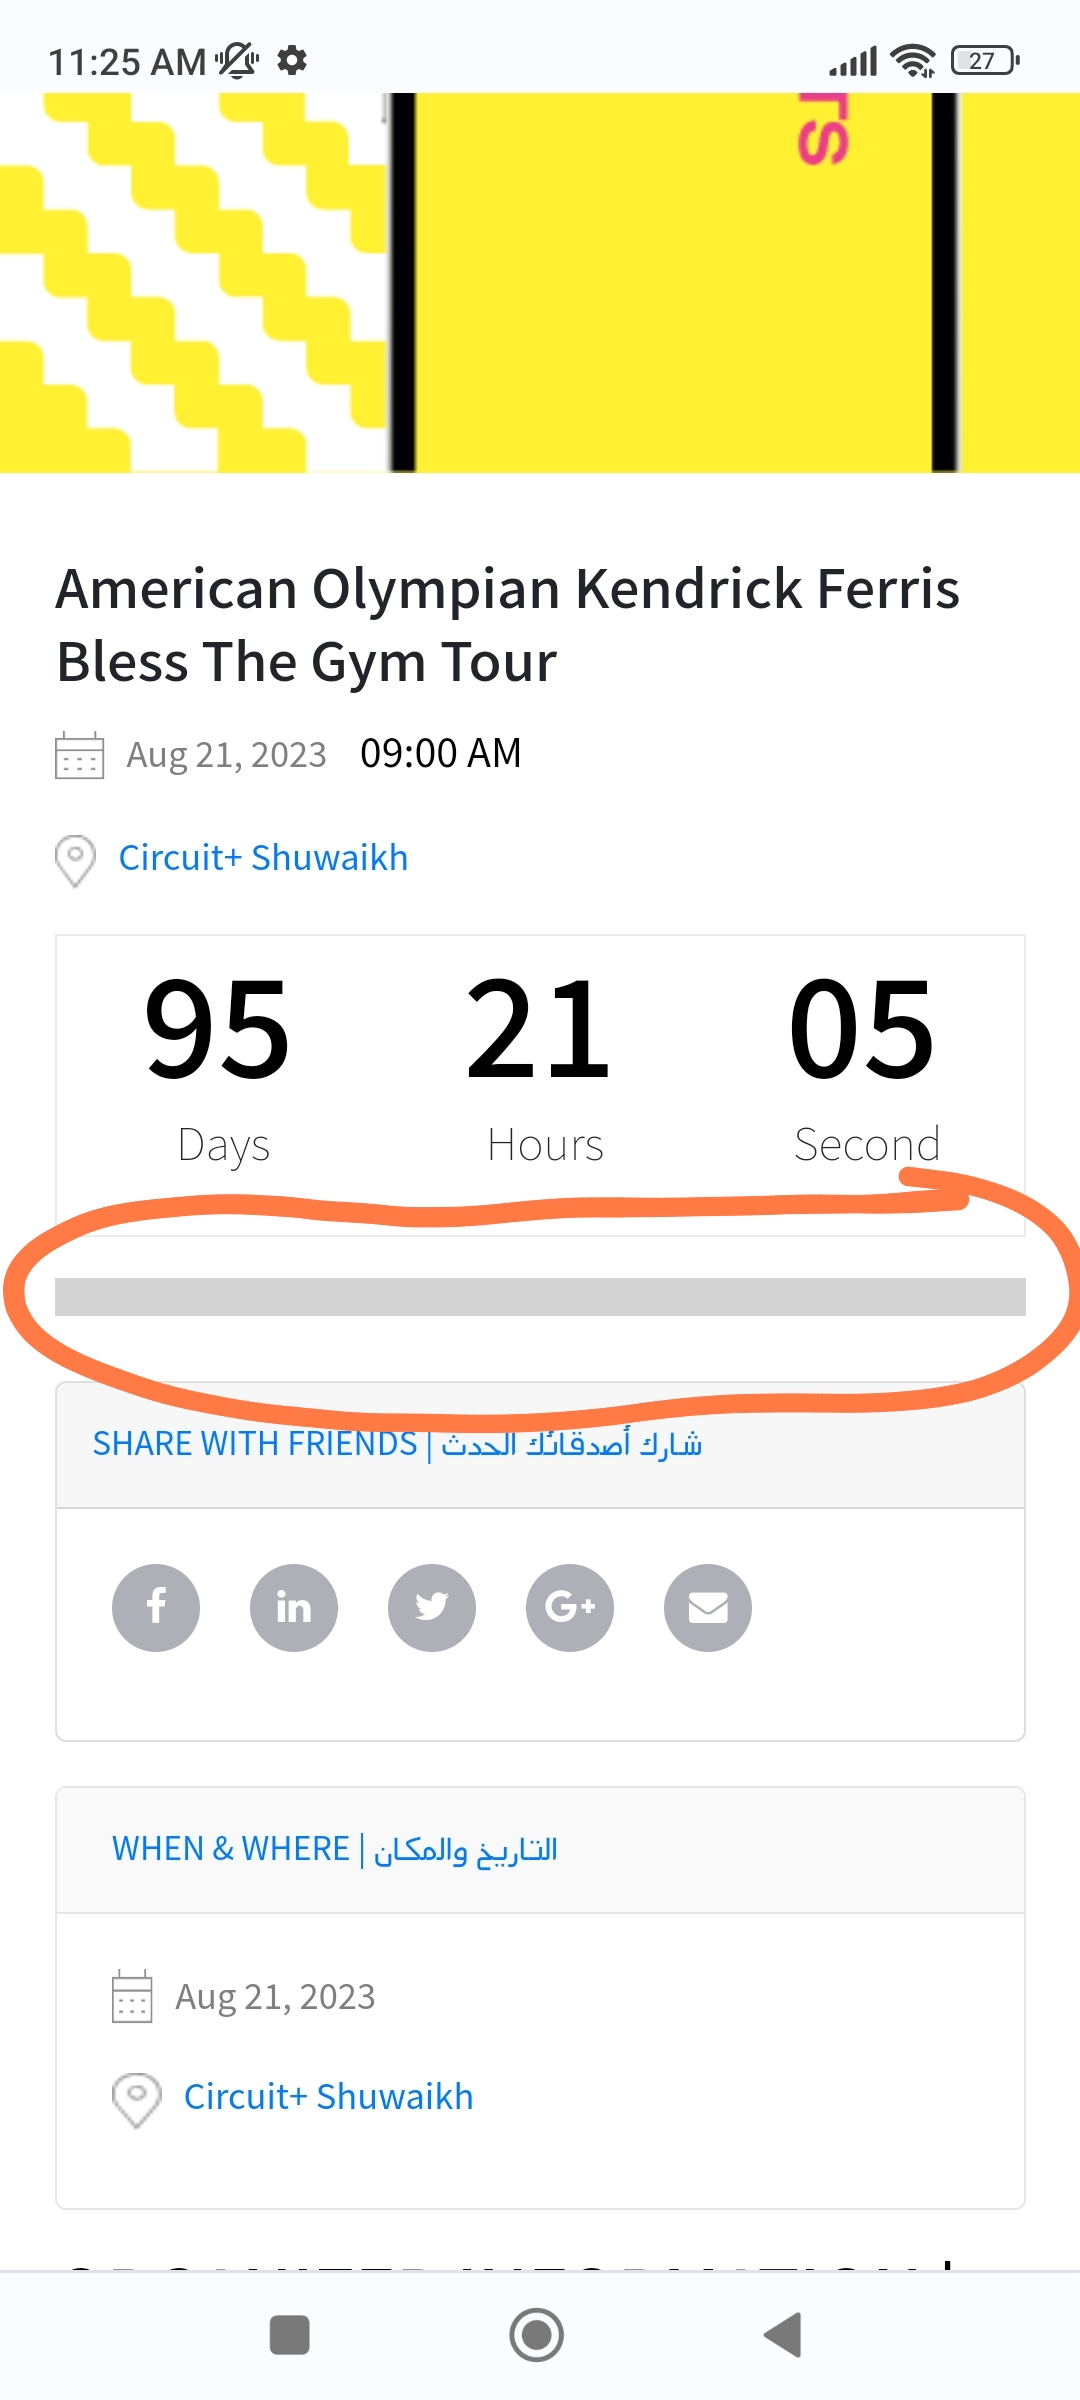 11:25 AM
27
American Olympian Kendrick Ferris
Bless The Gym Tour
Aug 21, 2023 09:00 AM
Circuit+ Shuwaikh
95 21 05
Days Hours Second
SHARE WITH FRIENDS | شارك أصدقائك الحدث
f in G+
WHEN & WHERE | التاريخ والمكان
Aug 21, 2023
Circuit+ Shuwaikh